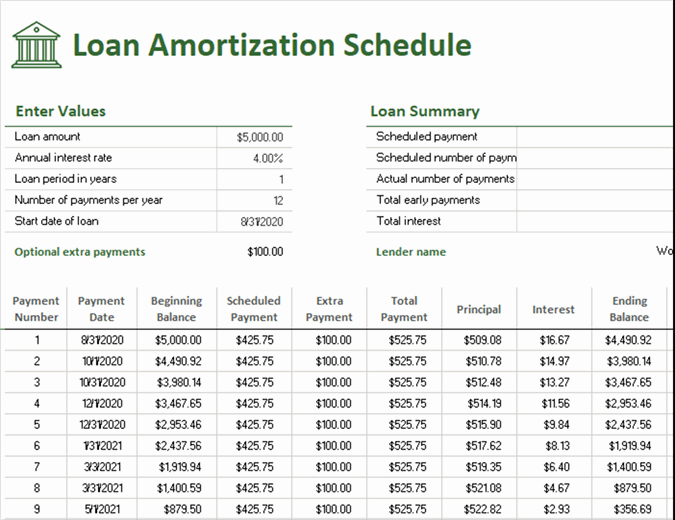 Loan Amortization Schedule
Enter Values
Loan amount $5,000.00
Annual interest rate 4.00%
Loan period in years 1
Number of payments per year 12
Start date of loan 8/31/2020
Optional extra payments $100.00
Loan Summary
Scheduled payment
Scheduled number of paym
Actual number of payments
Total early payments
Total interest
Lender name Wo
Payment Number Payment Date Beginning Balance Scheduled Payment Extra Payment Total Payment Principal Interest Ending Balance
1 8/31/2020 $5,000.00 $425.75 $100.00 $525.75 $509.08 $16.67 $4,490.92
2 10/1/2020 $4,490.92 $425.75 $100.00 $525.75 $510.78 $14.97 $3,980.14
3 10/31/2020 $3,980.14 $425.75 $100.00 $525.75 $512.48 $13.27 $3,467.65
4 12/1/2020 $3,467.65 $425.75 $100.00 $525.75 $514.19 $11.56 $2,953.46
5 12/31/2020 $2,953.46 $425.75 $100.00 $525.75 $515.90 $9.84 $2,437.56
6 1/31/2021 $2,437.56 $425.75 $100.00 $525.75 $517.62 $8.13 $1,919.94
7 3/3/2021 $1,919.94 $425.75 $100.00 $525.75 $519.35 $6.40 $1,400.59
8 3/31/2021 $1,400.59 $425.75 $100.00 $525.75 $521.08 $4.67 $879.50
9 5/1/2021 $879.50 $425.75 $100.00 $525.75 $522.82 $2.93 $356.69